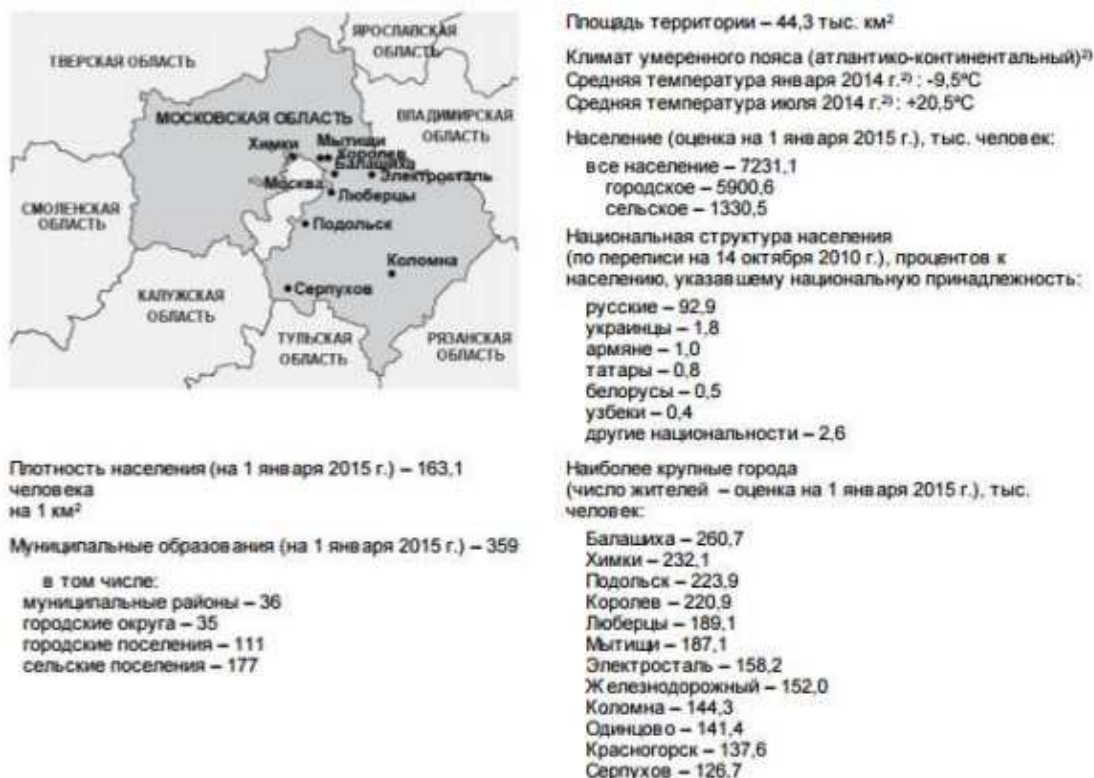 ЯРОСЛАВСКАЯ
ОБЛАСТЬ
ТВЕРСКАЯ ОБЛАСТЬ
МОСКОВСКАЯ ОБЛАСТЬ
ВЛАДИМИРСКАЯ
ОБЛАСТЬ
Химки
Мытищи
Королев
Балашиха
Электросталь
Москва
Люберцы
СМОЛЕНСКАЯ
ОБЛАСТЬ
Подольск
Коломна
Серпухов
КАЛУЖСКАЯ
ОБЛАСТЬ
ТУЛЬСКАЯ
ОБЛАСТЬ
РЯЗАНСКАЯ
ОБЛАСТЬ
Плотность населения (на 1 января 2015 г.) – 163,1
человека
на 1 км²
Муниципальные образования (на 1 января 2015 г.) – 359
в том числе:
муниципальные районы – 36
городские округа – 35
городские поселения – 111
сельские поселения – 177
Площадь территории – 44,3 тыс. км²
Климат умеренного пояса (атлантико-континентальный)²⁾
Средняя температура января 2014 г.²⁾ : -9,5ºС
Средняя температура июля 2014 г.²⁾ : +20,5ºС
Население (оценка на 1 января 2015 г.), тыс. человек:
все население – 7231,1
городское – 5900,6
сельское – 1330,5
Национальная структура населения
(по переписи на 14 октября 2010 г.), процентов к
населению, указавшему национальную принадлежность:
русские – 92,9
украинцы – 1,8
армяне – 1,0
татары – 0,8
белорусы – 0,5
узбеки – 0,4
другие национальности – 2,6
Наиболее крупные города
(число жителей – оценка на 1 января 2015 г.), тыс.
человек:
Балашиха – 260,7
Химки – 232,1
Подольск – 223,9
Королев – 220,9
Люберцы – 189,1
Мытищи – 187,1
Электросталь – 158,2
Железнодорожный – 152,0
Коломна – 144,3
Одинцово – 141,4
Красногорск – 137,6
Серпухов – 126,7